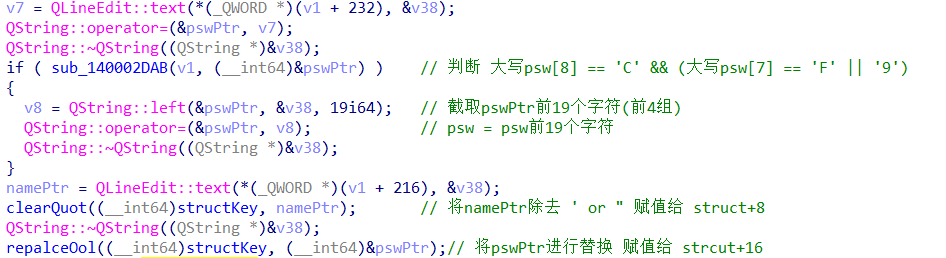 v7 = QLineEdit::text(*(_QWORD *)(v1 + 232), &v38);
QString::operator=(&pswPtr, v7);
QString::~QString((QString *)&v38);
if ( sub_140002DAB(v1, (__int64)&pswPtr) )    // 判断 大写psw[8] == 'C' && (大写psw[7] == 'F' || '9')
{
  v8 = QString::left(&pswPtr, &v38, 19i64);   // 截取pswPtr前19个字符(前4组)
  QString::operator=(&pswPtr, v8);            // psw = psw前19个字符
  QString::~QString((QString *)&v38);
}
namePtr = QLineEdit::text(*(_QWORD *)(v1 + 216), &v38);
clearQuot((__int64)structKey, namePtr);       // 将namePtr除去 ' or " 赋值给 struct+8
QString::~QString((QString *)&v38);
repalceOol((__int64)structKey, (__int64)&pswPtr);// 将pswPtr进行替换 赋值给 strcut+16